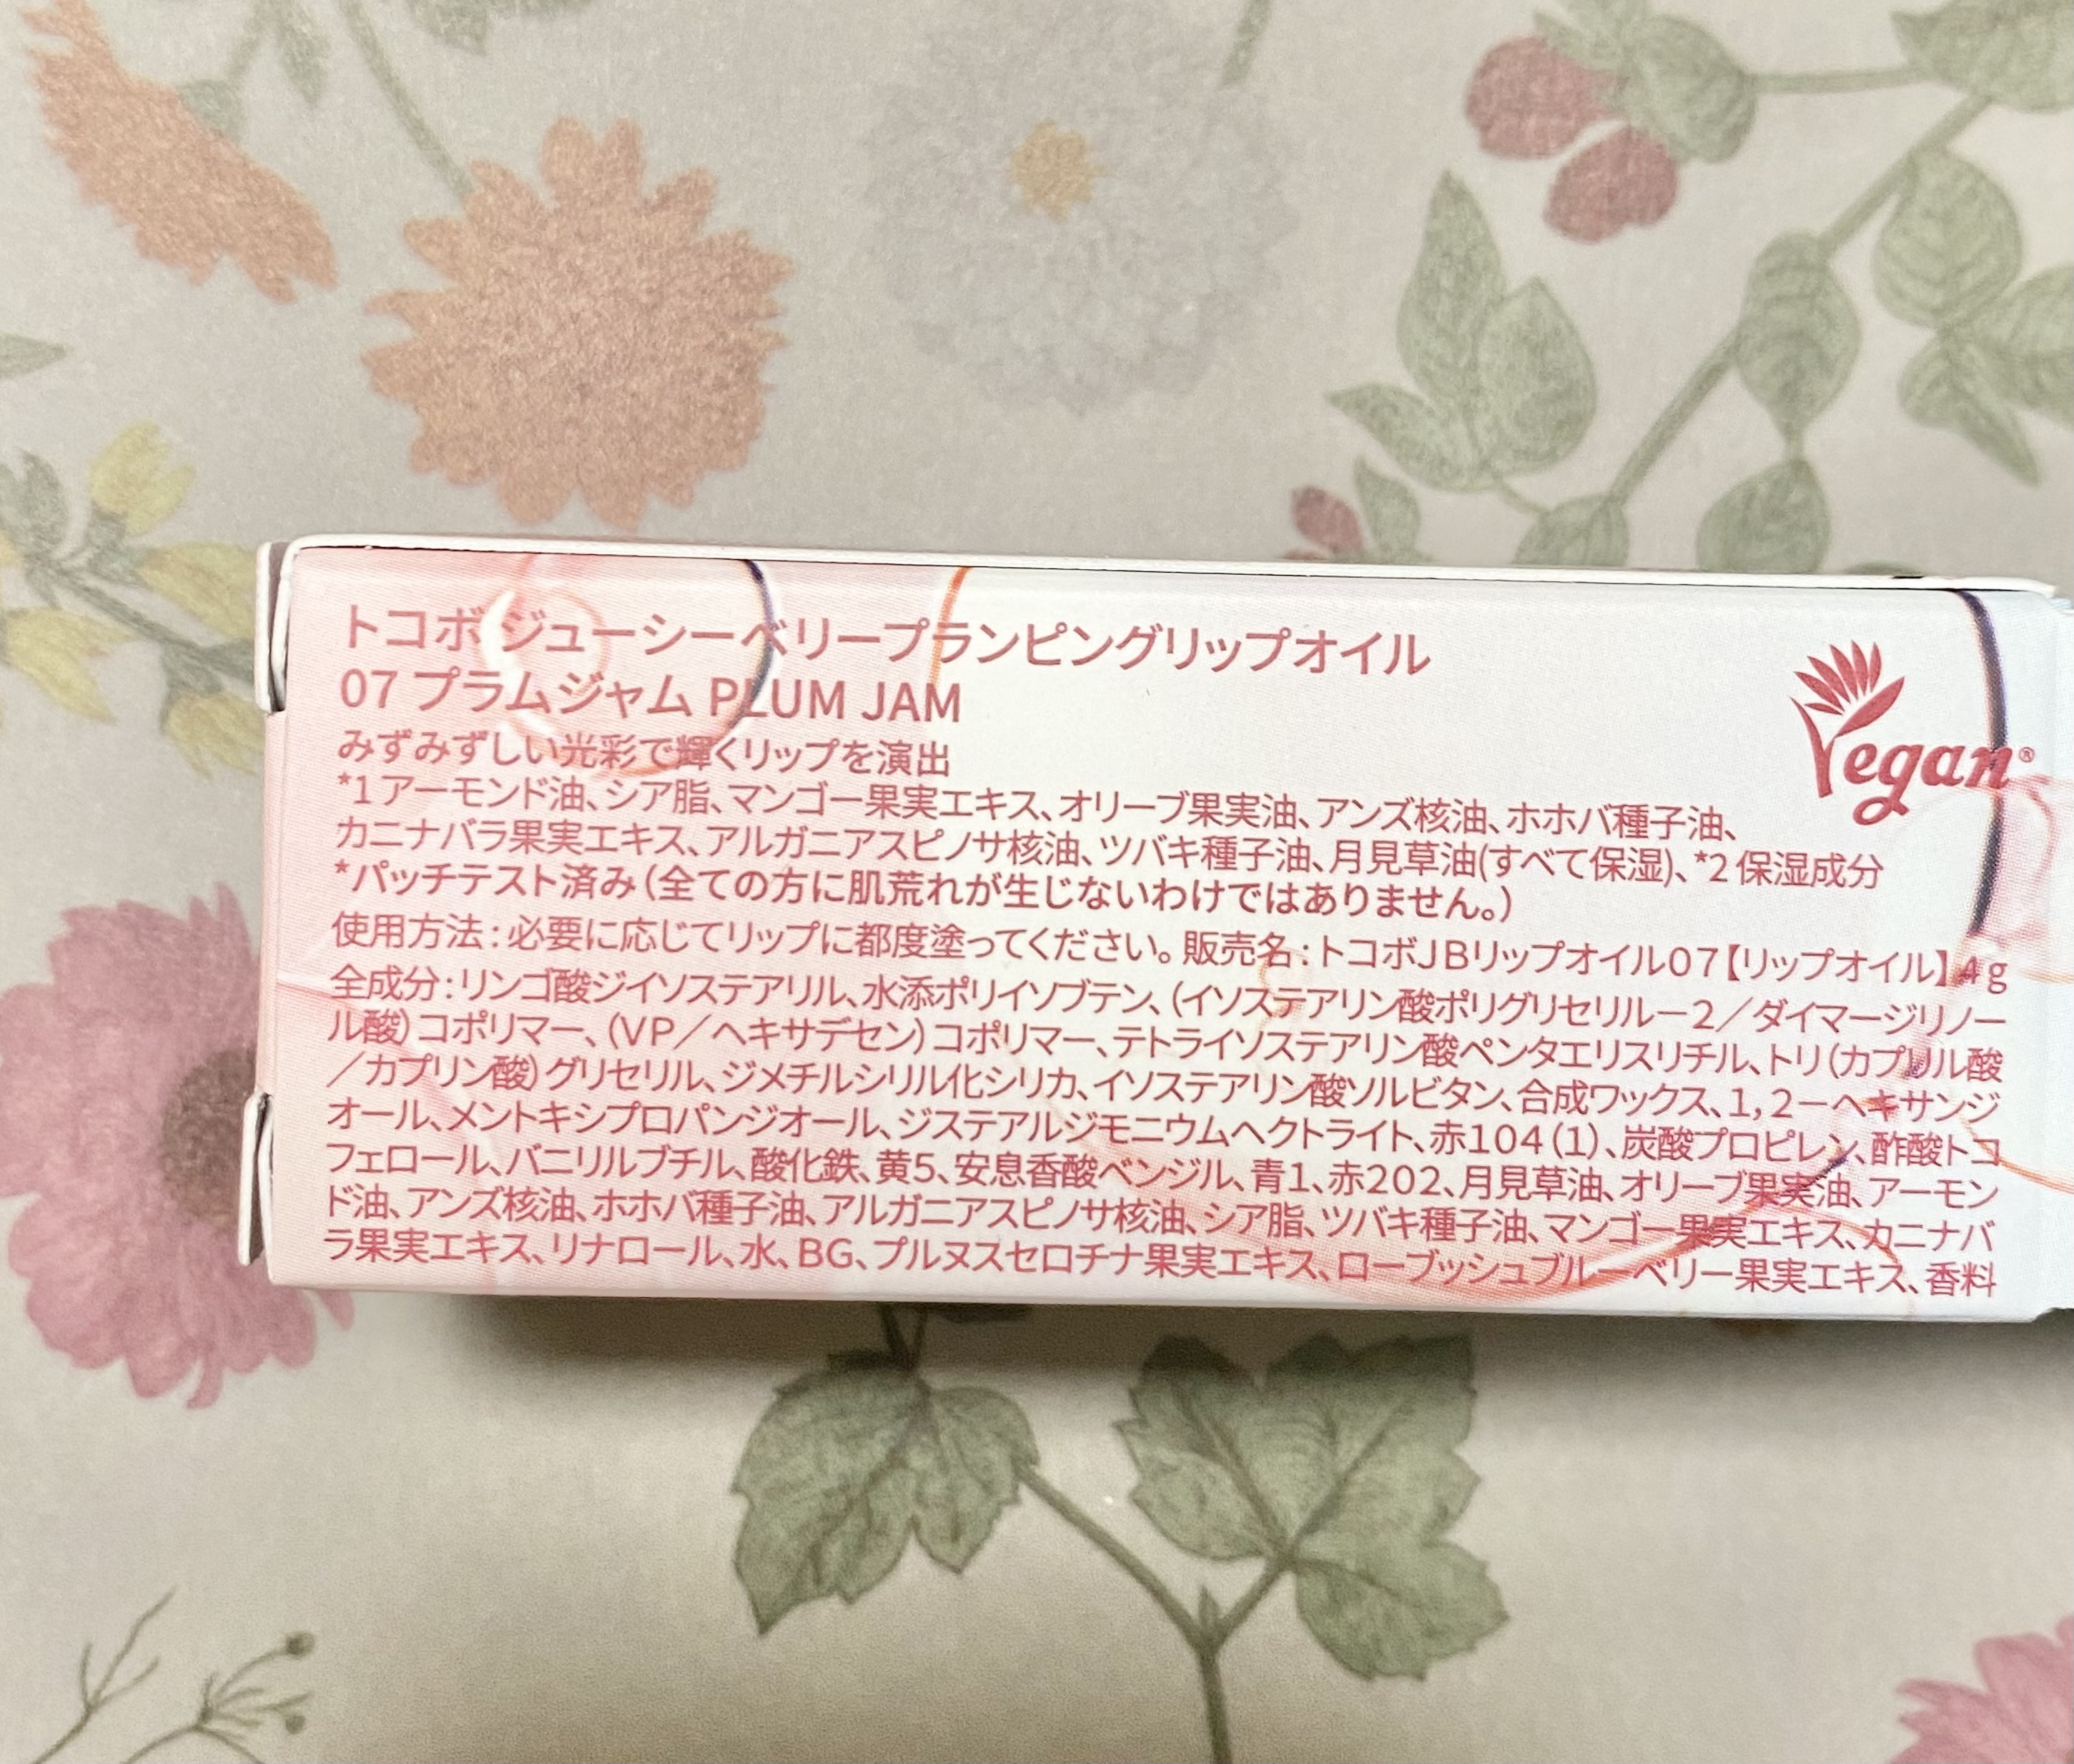 トコボ ジューシーベリープランピングリップオイル
07 プラムジャム PLUM JAM
みずみずしい光彩で輝くリップを演出
*1アーモンド油、シア脂、マンゴー果実エキス、オリーブ果実油、アンズ核油、ホホバ種子油、
カニナバラ果実エキス、アルガニアスピノサ核油、ツバキ種子油、月見草油(すべて保湿)、*2 保湿成分
*パッチテスト済み（全ての方に肌荒れが生じないわけではありません。）
使用方法：必要に応じてリップに都度塗ってください。販売名：トコボJBリップオイル07【リップオイル】4g
全成分：リンゴ酸ジイソステアリル、水添ポリイソブテン、（イソステアリン酸ポリグリセリルー2／ダイマージリノー
ル酸）コポリマー、（VP／ヘキサデセン）コポリマー、テトライソステアリン酸ペンタエリスリチル、トリ（カプリル酸
／カプリン酸）グリセリル、ジメチルシリル化シリカ、イソステアリン酸ソルビタン、合成ワックス、1，2ーヘキサンジ
オール、メントキシプロパンジオール、ジステアルジモニウムヘクトライト、赤104（1）、炭酸プロピレン、酢酸トコ
フェロール、バニリルブチル、酸化鉄、黄5、安息香酸ベンジル、青1、赤202、月見草油、オリーブ果実油、アーモン
ド油、アンズ核油、ホホバ種子油、アルガニアスピノサ核油、シア脂、ツバキ種子油、マンゴー果実エキス、カニナバ
ラ果実エキス、リナロール、水、BG、プルヌスセロチナ果実エキス、ローブッシュブルーベリー果実エキス、香料
Vegan®